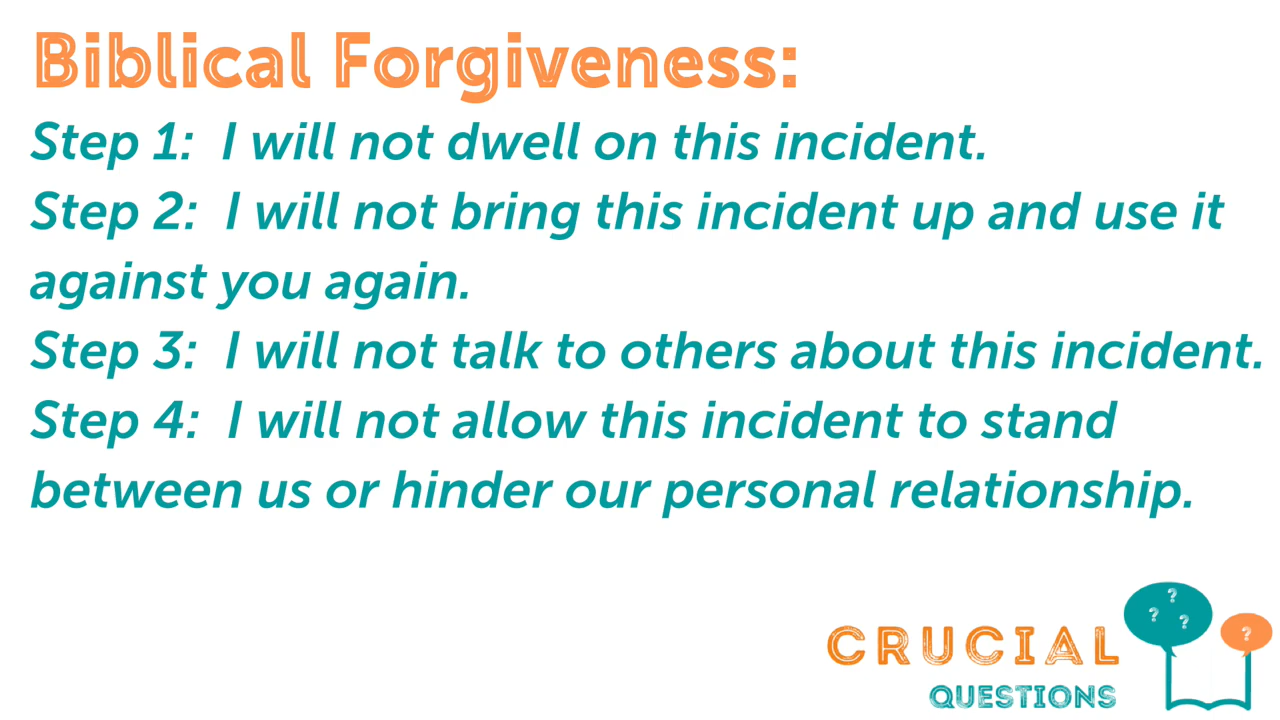 Biblical Forgiveness:
Step 1: I will not dwell on this incident.
Step 2: I will not bring this incident up and use it
against you again.
Step 3: I will not talk to others about this incident.
Step 4: I will not allow this incident to stand
between us or hinder our personal relationship.
? ? ?
?
CRUCIAL
QUESTIONS